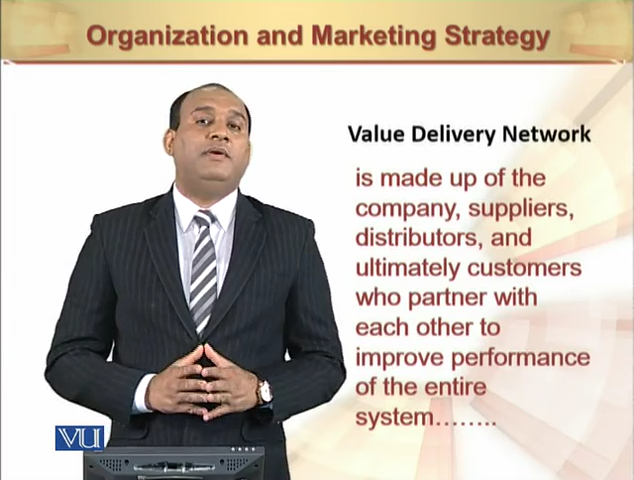 Organization and Marketing Strategy
Value Delivery Network
is made up of the
company, suppliers,
distributors, and
ultimately customers
who partner with
each other to
improve performance
of the entire
system........
VU